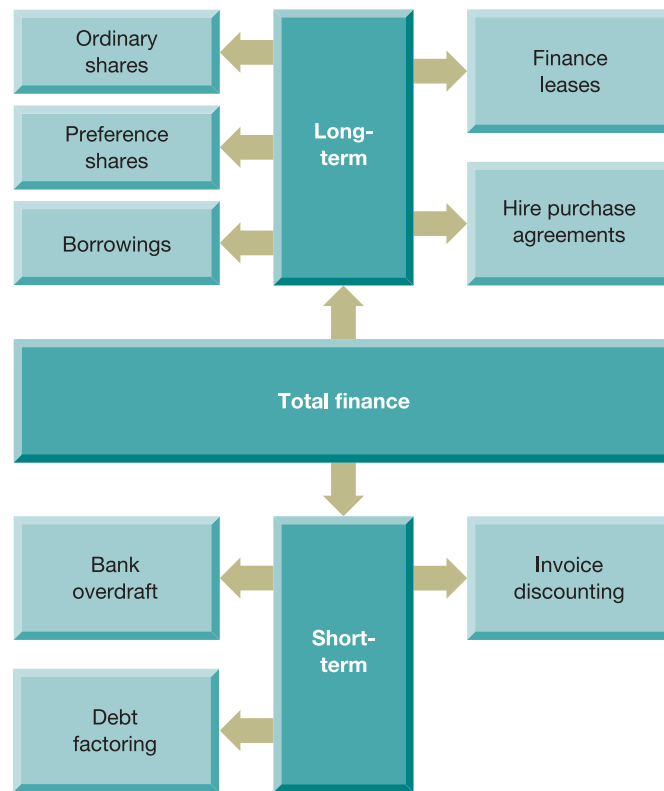 Ordinary
shares
Preference
shares
Borrowings
Long-
term
Finance
leases
Hire purchase
agreements
Total finance
Bank
overdraft
Debt
factoring
Short-
term
Invoice
discounting